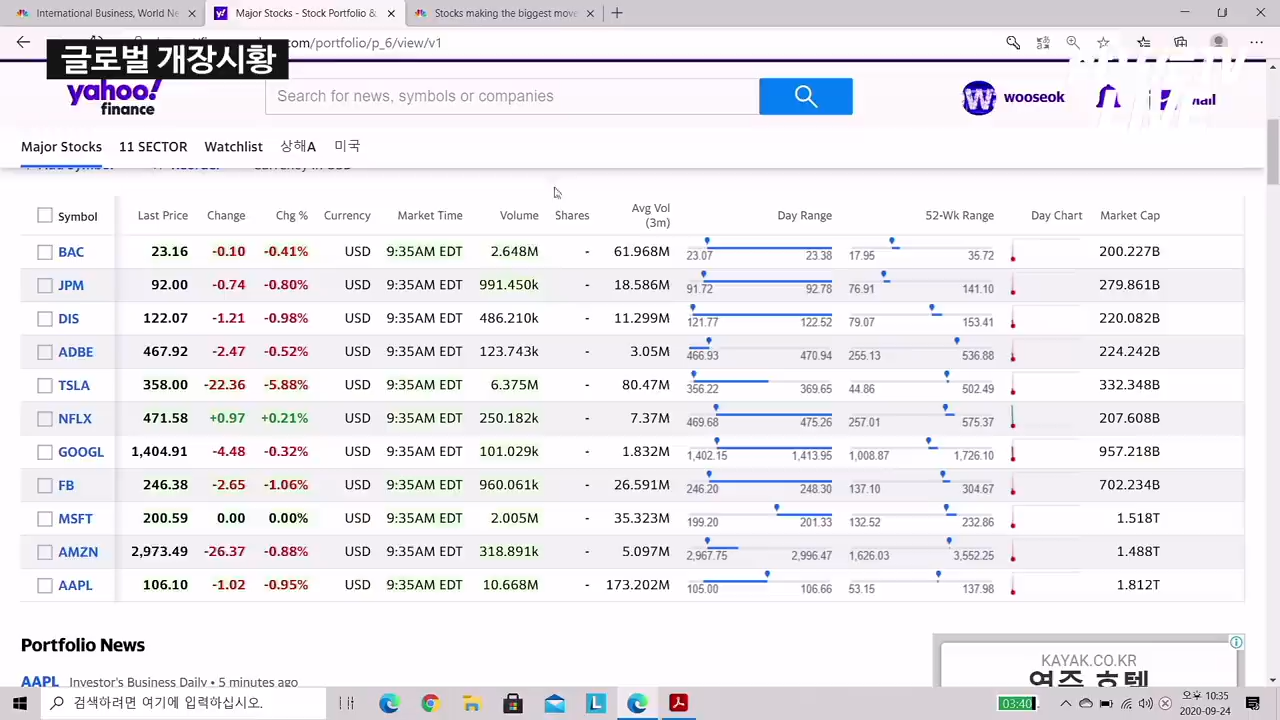 International World Ne
Major Stocks - Stock Portfolio &
Stocks making the biggest move
글로벌 개장시황
com/portfolio/p_6/view/v1
yahoo!
finance
Search for news, symbols or companies
wooseok
Mail
Major Stocks 11 SECTOR Watchlist 상해A 미국
Symbol Last Price Change Chg % Currency Market Time Volume Shares Avg Vol (3m) Day Range 52-Wk Range Day Chart Market Cap
BAC 23.16 -0.10 -0.41% USD 9:35AM EDT 2.648M - 61.968M 23.07 23.38 17.95 35.72 200.227B
JPM 92.00 -0.74 -0.80% USD 9:35AM EDT 991.450k - 18.586M 91.72 92.78 76.91 141.10 279.861B
DIS 122.07 -1.21 -0.98% USD 9:35AM EDT 486.210k - 11.299M 121.77 122.52 79.07 153.41 220.082B
ADBE 467.92 -2.47 -0.52% USD 9:35AM EDT 123.743k - 3.05M 466.93 470.94 255.13 536.88 224.242B
TSLA 358.00 -22.36 -5.88% USD 9:35AM EDT 6.375M - 80.47M 356.22 369.65 44.86 502.49 332.348B
NFLX 471.58 +0.97 +0.21% USD 9:35AM EDT 250.182k - 7.37M 469.68 475.26 257.01 575.37 207.608B
GOOGL 1,404.91 -4.48 -0.32% USD 9:35AM EDT 101.029k - 1.832M 1,402.15 1,413.95 1,008.87 1,726.10 957.218B
FB 246.38 -2.65 -1.06% USD 9:35AM EDT 960.061k - 26.591M 246.20 248.30 137.10 304.67 702.234B
MSFT 200.59 0.00 0.00% USD 9:35AM EDT 2.005M - 35.323M 199.20 201.33 132.52 232.86 1.518T
AMZN 2,973.49 -26.37 -0.88% USD 9:35AM EDT 318.891k - 5.097M 2,967.75 2,996.47 1,626.03 3,552.25 1.488T
AAPL 106.10 -1.02 -0.95% USD 9:35AM EDT 10.668M - 173.202M 105.00 106.66 53.15 137.98 1.812T
Portfolio News
AAPL Investor's Business Daily • 5 minutes ago
KAYAK.CO.KR
여주 호텔
검색하려면 여기에 입력하십시오.
03:40
오후 10:35
2020-09-24